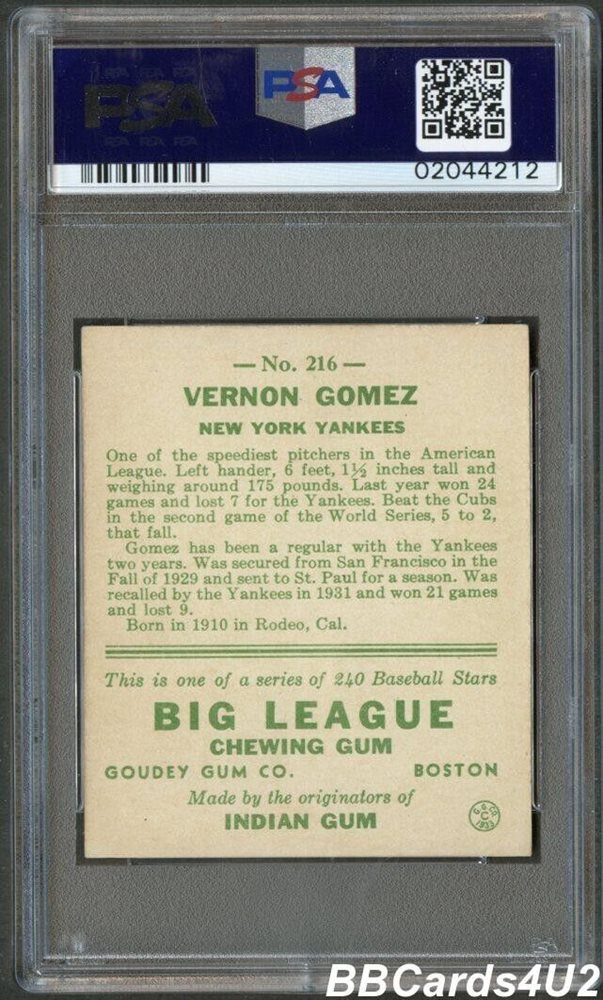 PSA
PSA
02044212
— No. 216 —
VERNON GOMEZ
NEW YORK YANKEES
One of the speediest pitchers in the American
League. Left hander, 6 feet, 1½ inches tall and
weighing around 175 pounds. Last year won 24
games and lost 7 for the Yankees. Beat the Cubs
in the second game of the World Series, 5 to 2,
that fall.
Gomez has been a regular with the Yankees
two years. Was secured from San Francisco in the
Fall of 1929 and sent to St. Paul for a season. Was
recalled by the Yankees in 1931 and won 21 games
and lost 9.
Born in 1910 in Rodeo, Cal.
This is one of a series of 240 Baseball Stars
BIG LEAGUE
CHEWING GUM
GOUDEY GUM CO. BOSTON
Made by the originators of
INDIAN GUM
G. G. CO.
C
1933
BBCards4U2